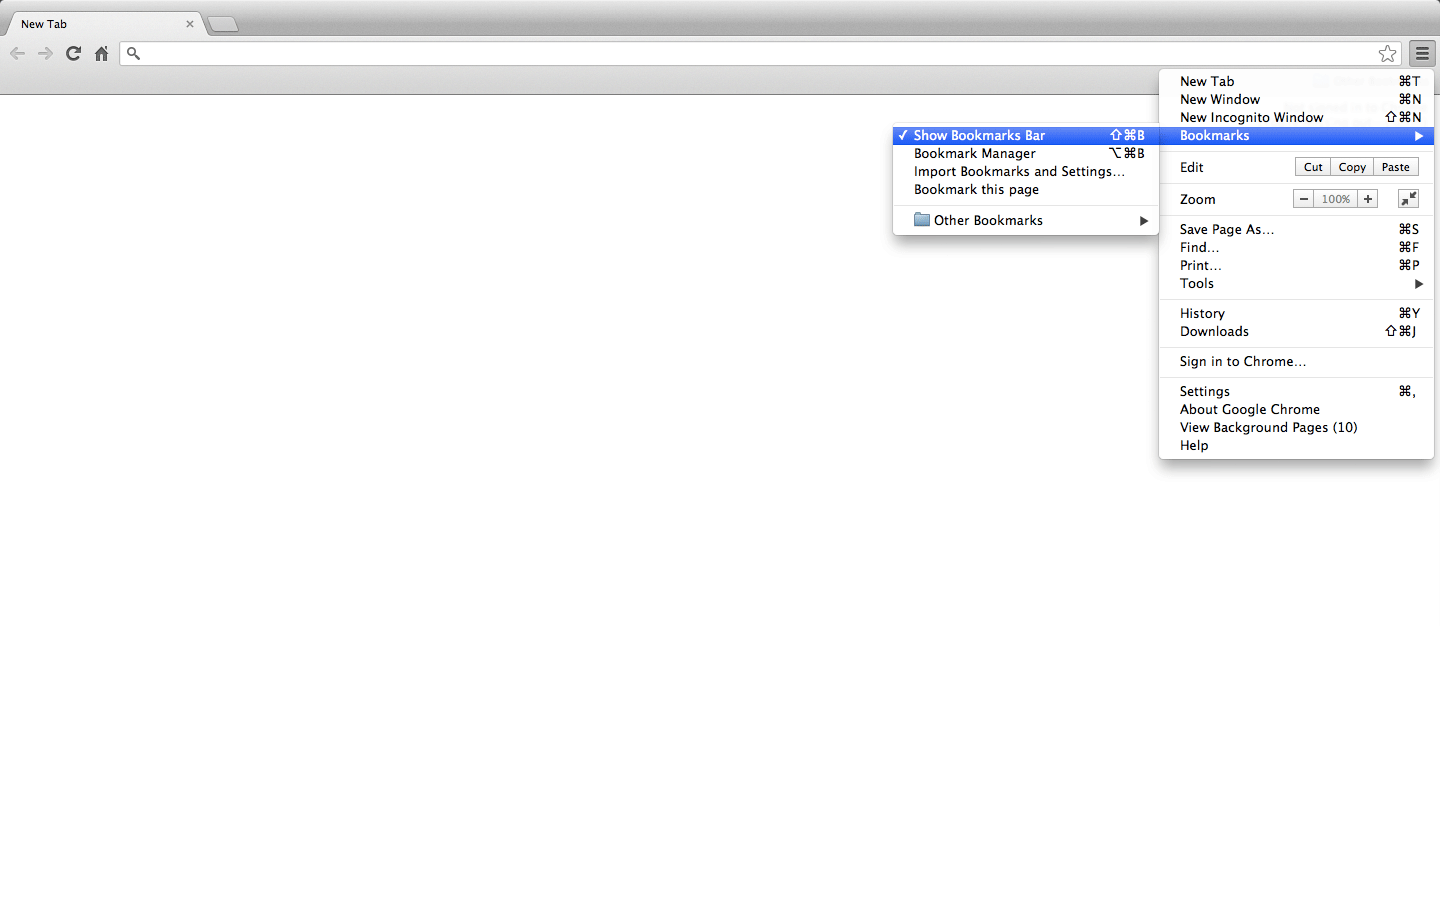 New Tab
New Tab ⌘T
New Window ⌘N
New Incognito Window ⇧⌘N
Bookmarks
✓ Show Bookmarks Bar ⇧⌘B
Bookmark Manager ⌥⌘B
Import Bookmarks and Settings...
Bookmark this page
Other Bookmarks
Edit Cut Copy Paste
Zoom − 100% +
Save Page As... ⌘S
Find... ⌘F
Print... ⌘P
Tools
History ⌘Y
Downloads ⇧⌘J
Sign in to Chrome...
Settings ⌘,
About Google Chrome
View Background Pages (10)
Help